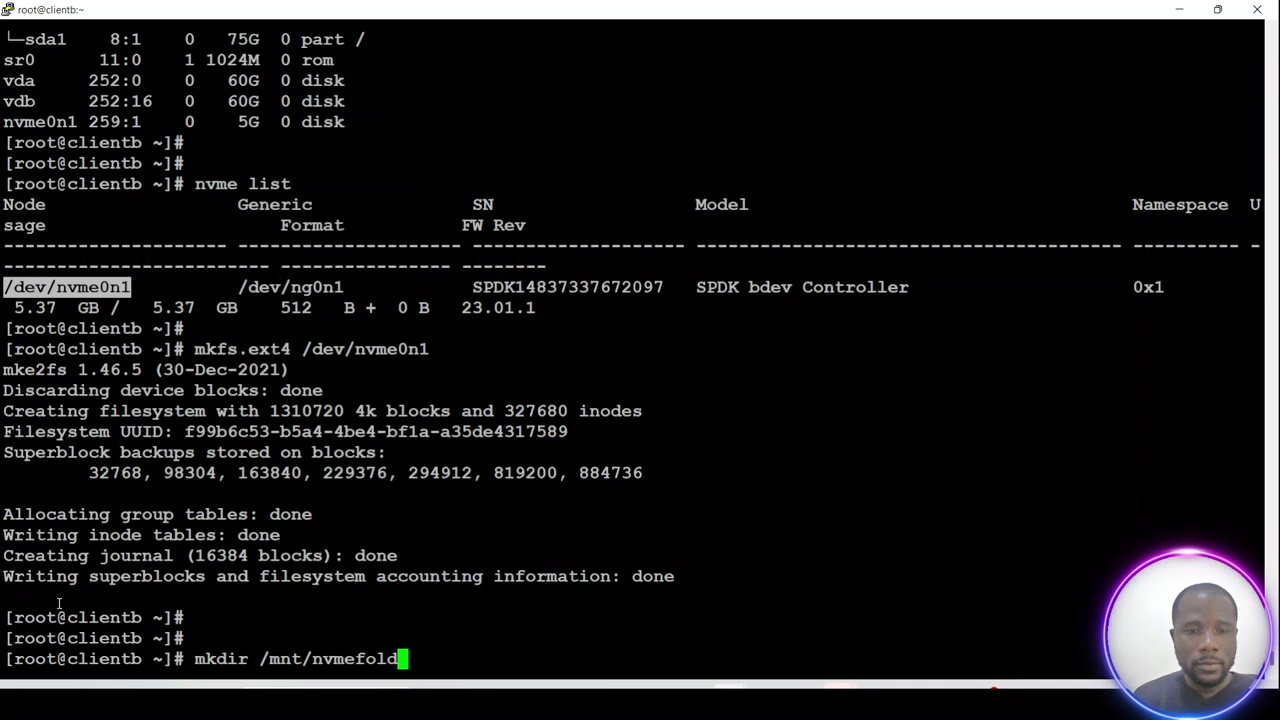 root@clientb:~
└─sda1 8:1 0 75G 0 part /
sr0 11:0 1 1024M 0 rom
vda 252:0 0 60G 0 disk
vdb 252:16 0 60G 0 disk
nvme0n1 259:1 0 5G 0 disk
[root@clientb ~]#
[root@clientb ~]#
[root@clientb ~]# nvme list
Node Generic SN Model Namespace U
sage Format FW Rev
--------------------- --------------------- -------------------- ---------------------------------------- ---------- -
------------------------- ---------------- --------
/dev/nvme0n1 /dev/ng0n1 SPDK14837337672097 SPDK bdev Controller 0x1
5.37 GB / 5.37 GB 512 B + 0 B 23.01.1
[root@clientb ~]#
[root@clientb ~]# mkfs.ext4 /dev/nvme0n1
mke2fs 1.46.5 (30-Dec-2021)
Discarding device blocks: done
Creating filesystem with 1310720 4k blocks and 327680 inodes
Filesystem UUID: f99b6c53-b5a4-4be4-bf1a-a35de4317589
Superblock backups stored on blocks:
32768, 98304, 163840, 229376, 294912, 819200, 884736
Allocating group tables: done
Writing inode tables: done
Creating journal (16384 blocks): done
Writing superblocks and filesystem accounting information: done
[root@clientb ~]#
[root@clientb ~]#
[root@clientb ~]# mkdir /mnt/nvmefold